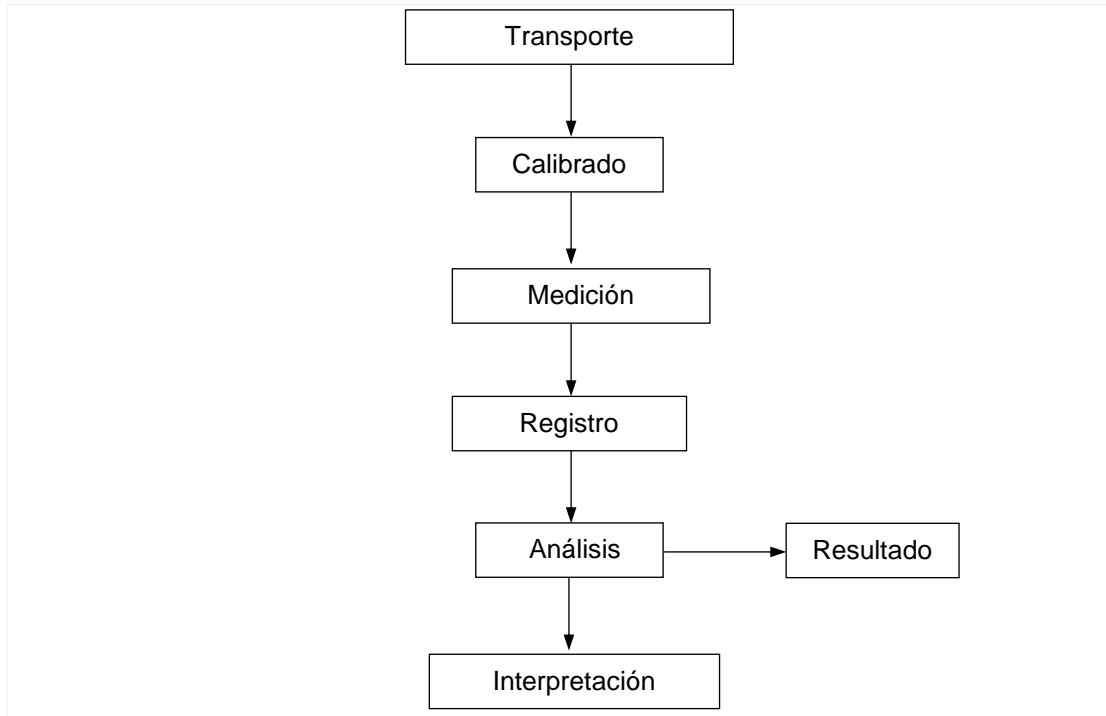 Transporte
Calibrado
Medición
Registro
Análisis
Resultado
Interpretación